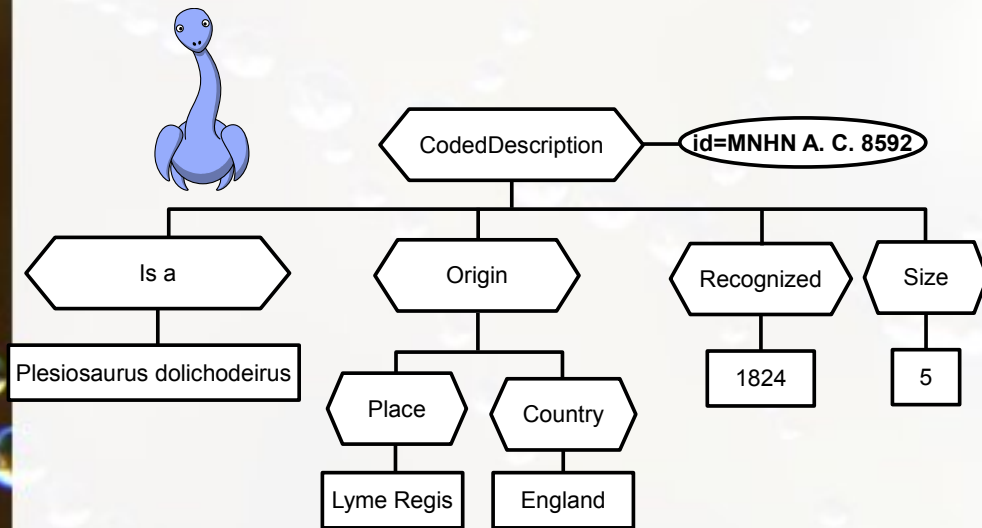 CodedDescription
id=MNHN A. C. 8592
Is a
Origin
Recognized
Size
Plesiosaurus dolichodeirus
1824
5
Place
Country
Lyme Regis
England